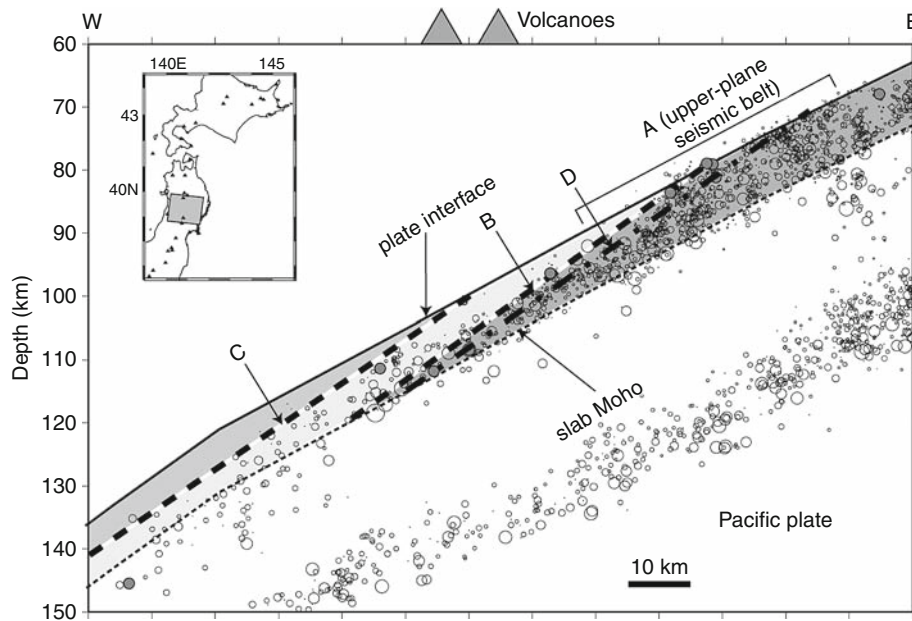 W
Volcanoes
E
60
70
80
90
100
110
120
130
140
150
Depth (km)
140E
145
43
40N
A (upper-plane
seismic belt)
D
B
plate interface
C
slab Moho
Pacific plate
10 km